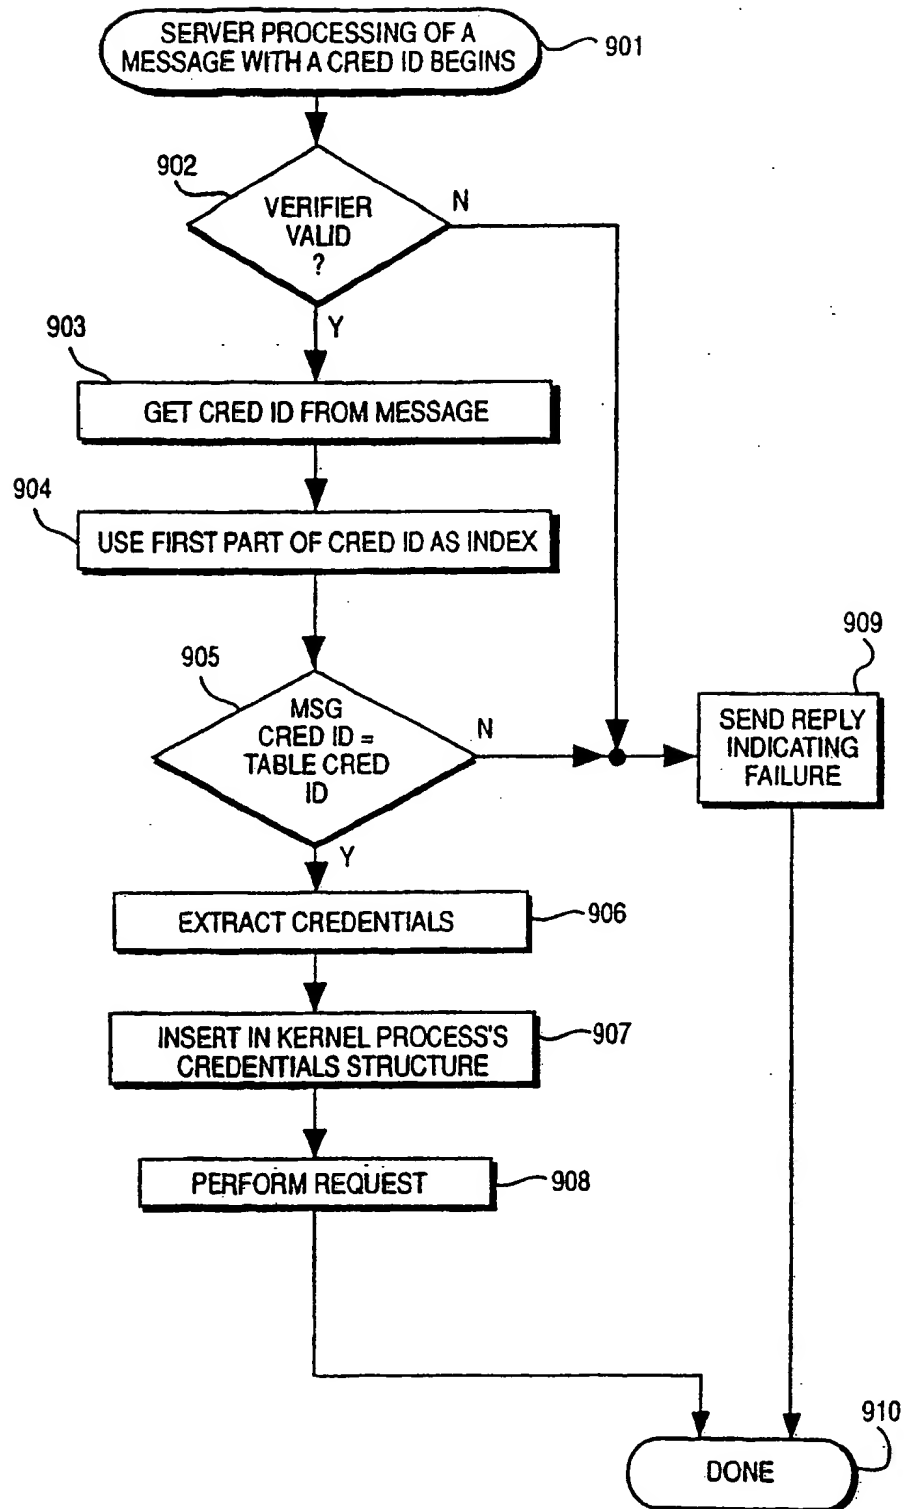 SERVER PROCESSING OF A
MESSAGE WITH A CRED ID BEGINS
901
902
VERIFIER
VALID
?
N
Y
903
GET CRED ID FROM MESSAGE
904
USE FIRST PART OF CRED ID AS INDEX
905
MSG
CRED ID =
TABLE CRED
ID
N
Y
909
SEND REPLY
INDICATING
FAILURE
EXTRACT CREDENTIALS
906
INSERT IN KERNEL PROCESS'S
CREDENTIALS STRUCTURE
907
PERFORM REQUEST
908
910
DONE